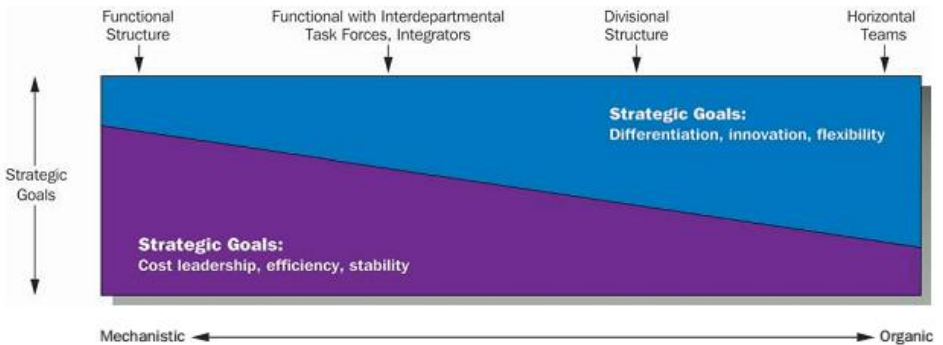 Functional
Structure
Functional with Interdepartmental
Task Forces, Integrators
Divisional
Structure
Horizontal
Teams
Strategic Goals:
Differentiation, innovation, flexibility
Strategic
Goals
Strategic Goals:
Cost leadership, efficiency, stability
Mechanistic
Organic